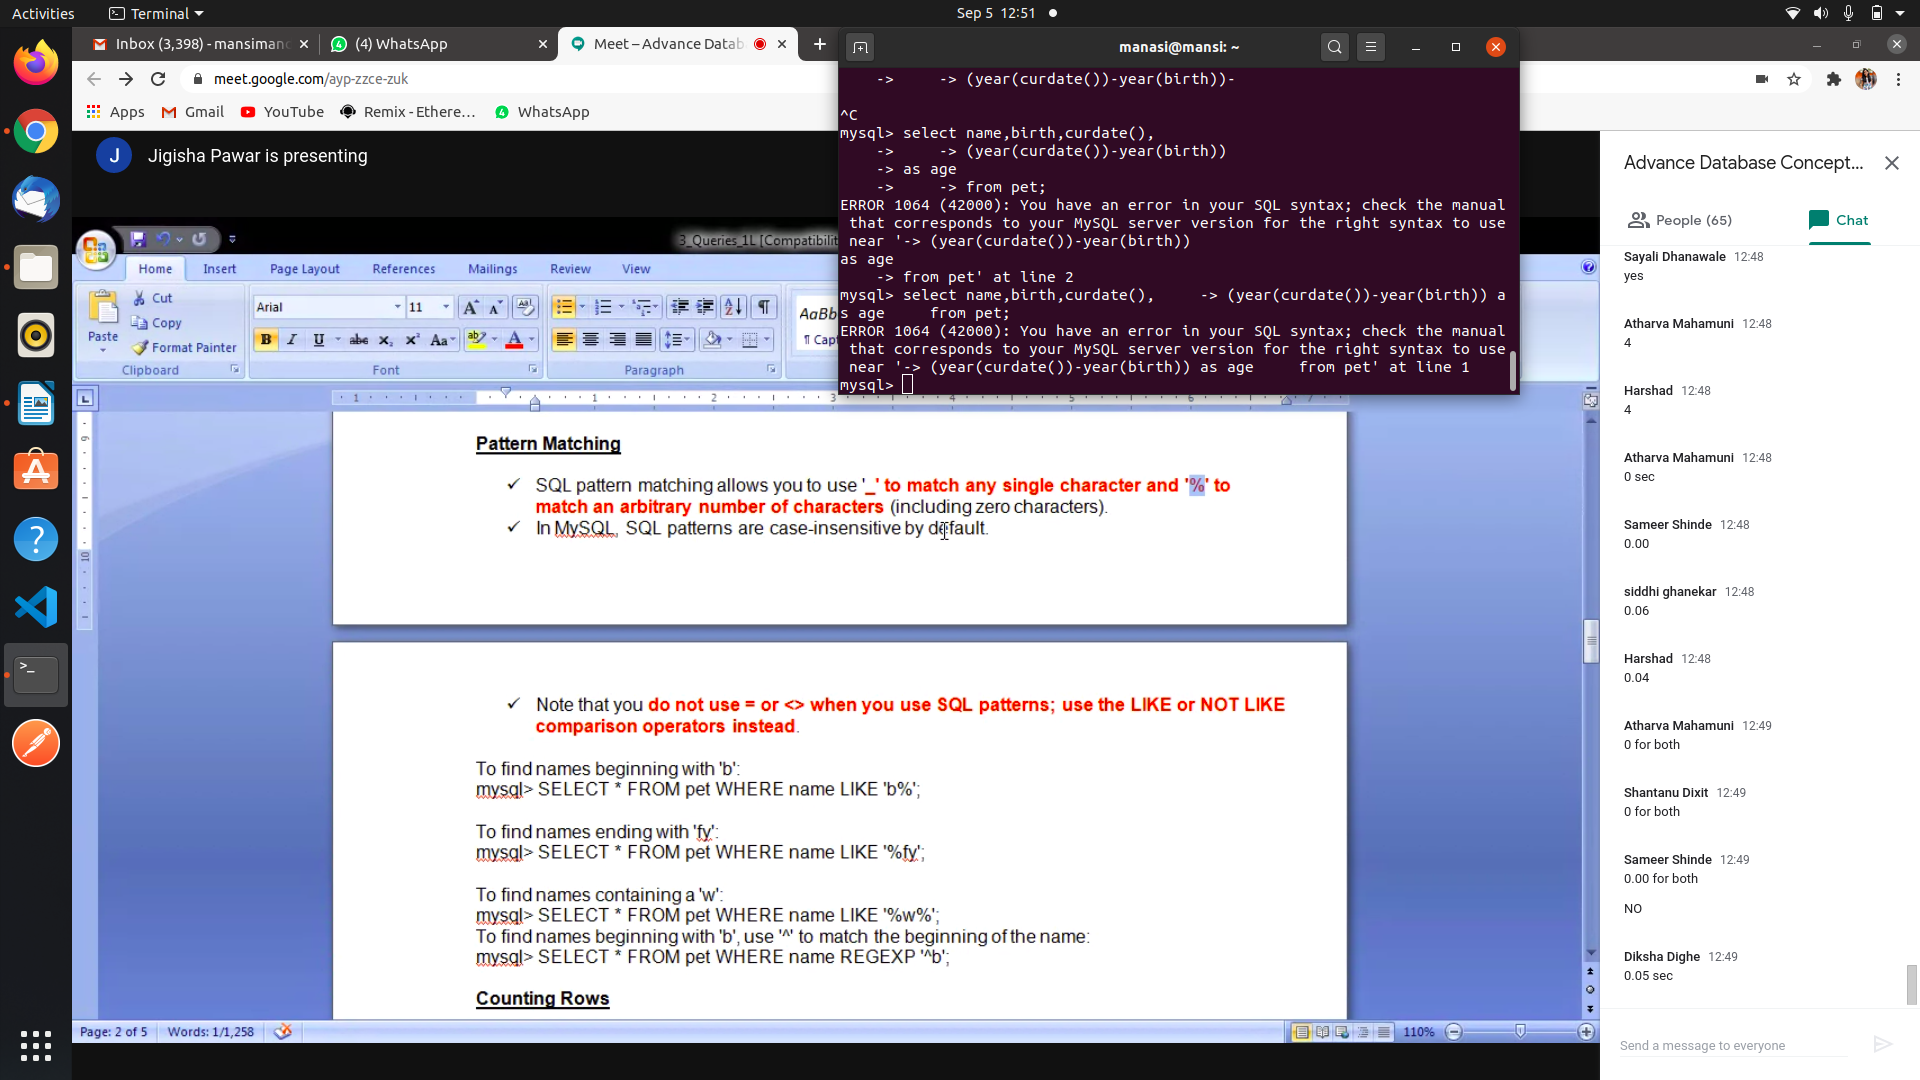 Activities
Terminal
Sep 5 12:51
Inbox (3,398) - mansimanc
(4) WhatsApp
Meet – Advance Datab
meet.google.com/ayp-zzce-zuk
Apps
Gmail
YouTube
Remix - Ethere…
WhatsApp
J
Jigisha Pawar is presenting
manasi@mansi: ~
-> -> (year(curdate())-year(birth))-
^C
mysql> select name,birth,curdate(),
-> -> (year(curdate())-year(birth))
-> as age
-> -> from pet;
ERROR 1064 (42000): You have an error in your SQL syntax; check the manual
that corresponds to your MySQL server version for the right syntax to use
near '-> (year(curdate())-year(birth))
as age
-> from pet' at line 2
mysql> select name,birth,curdate(), -> (year(curdate())-year(birth)) a
s age from pet;
ERROR 1064 (42000): You have an error in your SQL syntax; check the manual
that corresponds to your MySQL server version for the right syntax to use
near '-> (year(curdate())-year(birth)) as age from pet' at line 1
mysql>
3_Queries_1L [Compatibilit
Home
Insert
Page Layout
References
Mailings
Review
View
Paste
Cut
Copy
Format Painter
Clipboard
Arial
11
Font
Paragraph
AaBb
¶ Capt
Pattern Matching
SQL pattern matching allows you to use '_' to match any single character and '%' to
match an arbitrary number of characters (including zero characters).
In MySQL, SQL patterns are case-insensitive by default.
Note that you do not use = or <> when you use SQL patterns; use the LIKE or NOT LIKE
comparison operators instead.
To find names beginning with 'b':
mysql> SELECT * FROM pet WHERE name LIKE 'b%';
To find names ending with 'fy':
mysql> SELECT * FROM pet WHERE name LIKE '%fy';
To find names containing a 'w':
mysql> SELECT * FROM pet WHERE name LIKE '%w%';
To find names beginning with 'b', use '^' to match the beginning of the name:
mysql> SELECT * FROM pet WHERE name REGEXP '^b';
Counting Rows
Page: 2 of 5
Words: 1/1,258
110%
Advance Database Concept...
People (65)
Chat
Sayali Dhanawale 12:48
yes
Atharva Mahamuni 12:48
4
Harshad 12:48
4
Atharva Mahamuni 12:48
0 sec
Sameer Shinde 12:48
0.00
siddhi ghanekar 12:48
0.06
Harshad 12:48
0.04
Atharva Mahamuni 12:49
0 for both
Shantanu Dixit 12:49
0 for both
Sameer Shinde 12:49
0.00 for both
NO
Diksha Dighe 12:49
0.05 sec
Send a message to everyone